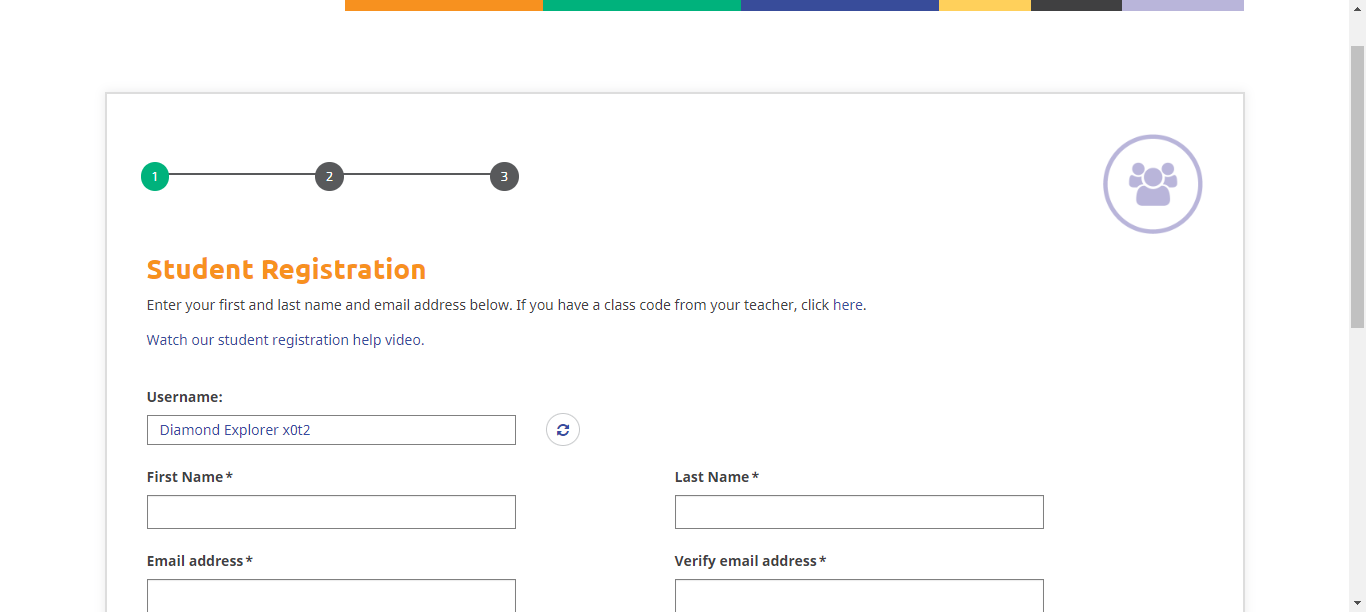 1 2 3
Student Registration
Enter your first and last name and email address below. If you have a class code from your teacher, click here.
Watch our student registration help video.
Username:
Diamond Explorer x0t2
First Name* Last Name*
Email address* Verify email address*